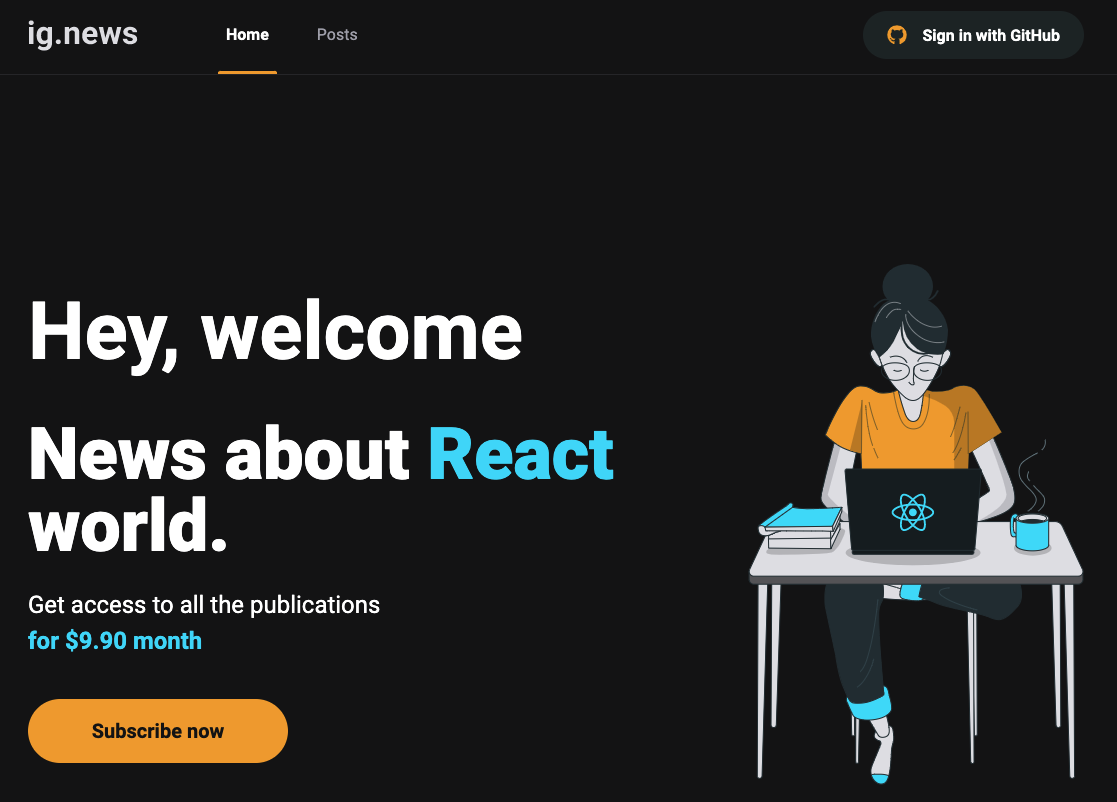 ig.news
Home
Posts
Sign in with GitHub
Hey, welcome
News about React
world.
Get access to all the publications
for $9.90 month
Subscribe now